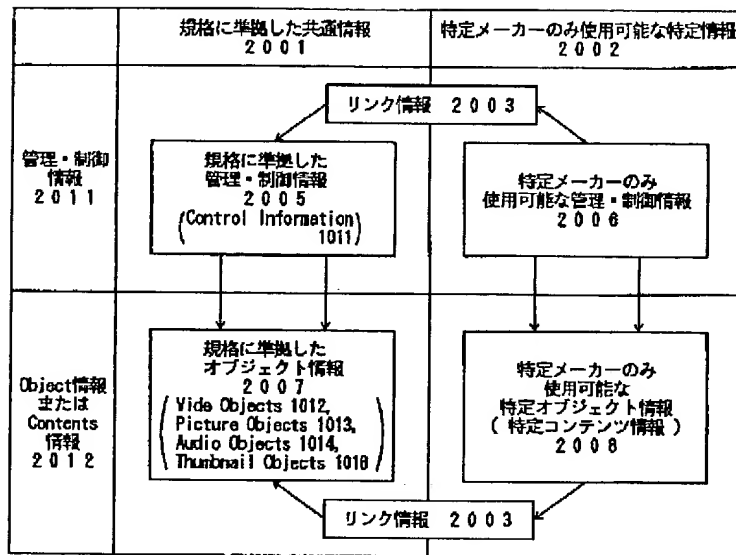 規格に準拠した共通情報
2001
特定メーカーのみ使用可能な特定情報
2002
リンク情報 2003
管理・制御
情報
2011
規格に準拠した
管理・制御情報
2005
(Control Information
1011)
特定メーカーのみ
使用可能な管理・制御情報
2006
Object情報
または
Contents
情報
2012
規格に準拠した
オブジェクト情報
2007
(Vide Objects 1012,
Picture Objects 1013,
Audio Objects 1014,
Thumbnail Objects 1016)
特定メーカーのみ
使用可能な
特定オブジェクト情報
(特定コンテンツ情報)
2008
リンク情報 2003